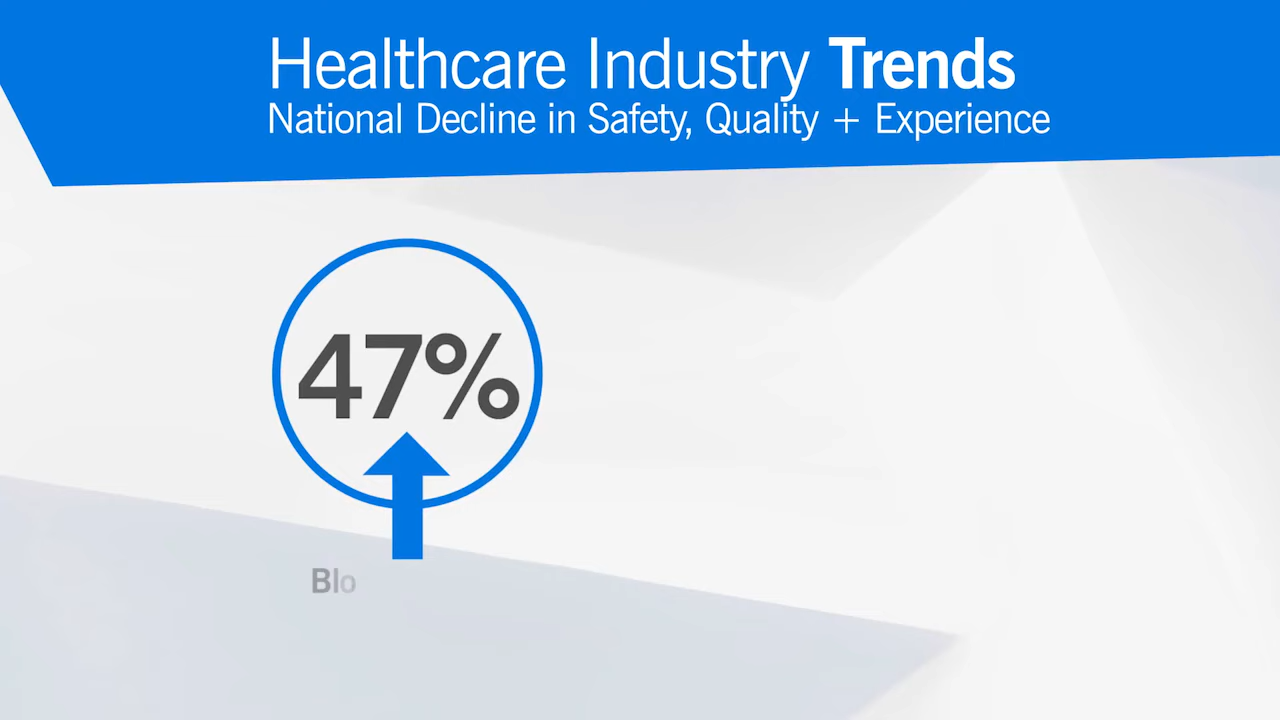 Healthcare Industry Trends
National Decline in Safety, Quality + Experience
47%
Blo